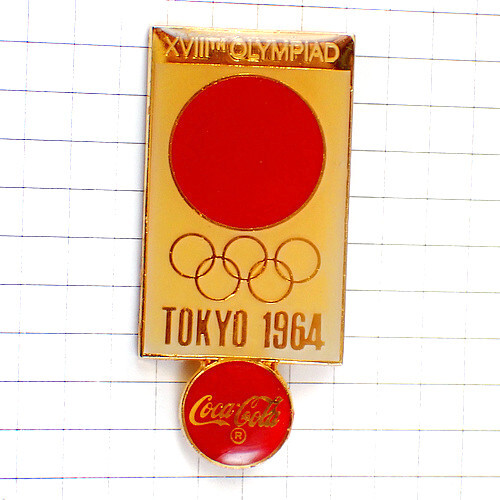 XVIIITH OLYMPIAD
TOKYO 1964
Coca-Cola
®